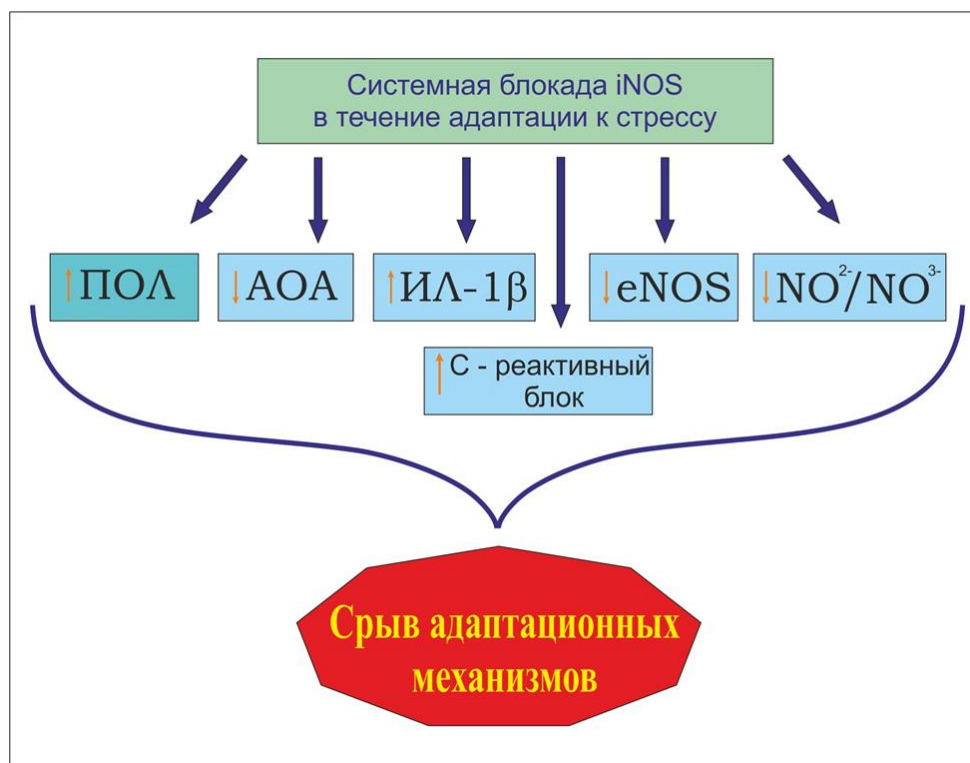 Системная блокада iNOS
в течение адаптации к стрессу
↑ПОЛ
↓АОА
↑ИЛ-1β
↓eNOS
↓NO²⁻/NO³⁻
↑С - реактивный
блок
Срыв адаптационных
механизмов